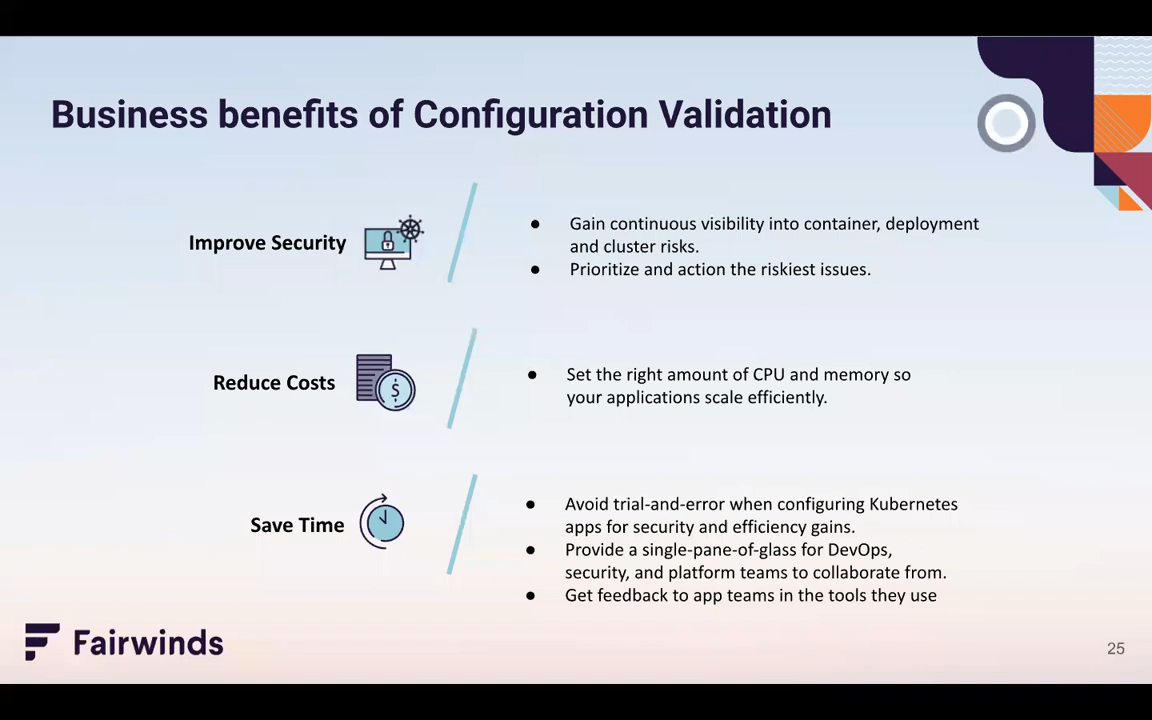 Business benefits of Configuration Validation
Improve Security
● Gain continuous visibility into container, deployment
and cluster risks.
● Prioritize and action the riskiest issues.
Reduce Costs
$
● Set the right amount of CPU and memory so
your applications scale efficiently.
Save Time
● Avoid trial-and-error when configuring Kubernetes
apps for security and efficiency gains.
● Provide a single-pane-of-glass for DevOps,
security, and platform teams to collaborate from.
● Get feedback to app teams in the tools they use
Fairwinds
25